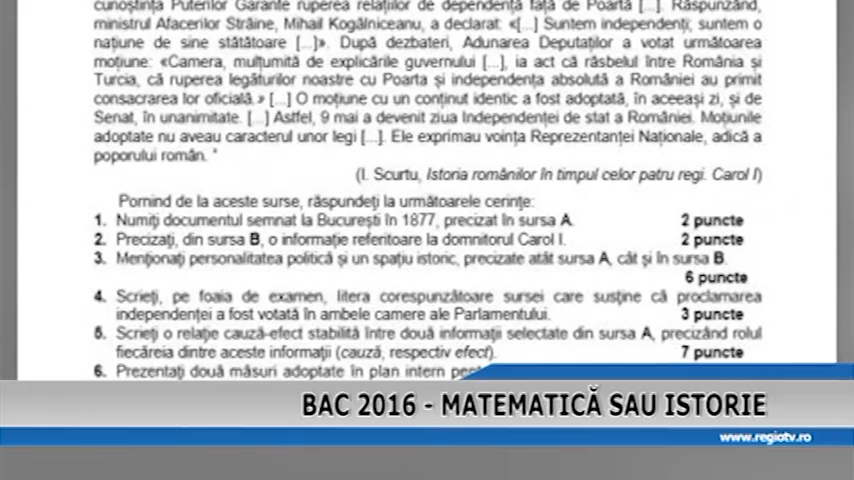 cunoștința Puterilor Garante ruperea relațiilor de dependență față de Poartă [...]. Răspunzând,
ministrul Afacerilor Străine, Mihail Kogălniceanu, a declarat: «[...] Suntem independenți; suntem o
națiune de sine stătătoare [...]». După dezbateri, Adunarea Deputaților a votat următoarea
moțiune: «Camera, mulțumită de explicările guvernului [...], ia act că răsbelul între România și
Turcia, că ruperea legăturilor noastre cu Poarta și independența absolută a României au primit
consacrarea lor oficială.» [...] O moțiune cu un conținut identic a fost adoptată, în aceeași zi, și de
Senat, în unanimitate. [...] Astfel, 9 mai a devenit ziua Independenței de stat a României. Moțiunile
adoptate nu aveau caracterul unor legi [...]. Ele exprimau voința Reprezentanței Naționale, adică a
poporului român. "
(I. Scurtu, Istoria românilor în timpul celor patru regi. Carol I)
Pornind de la aceste surse, răspundeți la următoarele cerințe:
1. Numiți documentul semnat la București în 1877, precizat în sursa A. 2 puncte
2. Precizați, din sursa B, o informație referitoare la domnitorul Carol I. 2 puncte
3. Menționați personalitatea politică și un spațiu istoric, precizate atât sursa A, cât și în sursa B.
6 puncte
4. Scrieți, pe foaia de examen, litera corespunzătoare sursei care susține că proclamarea
independenței a fost votată în ambele camere ale Parlamentului. 3 puncte
5. Scrieți o relație cauză-efect stabilită între două informații selectate din sursa A, precizând rolul
fiecăreia dintre aceste informații (cauză, respectiv efect). 7 puncte
6. Prezentați două măsuri adoptate în plan intern
BAC 2016 - MATEMATICĂ SAU ISTORIE
www.regiotv.ro